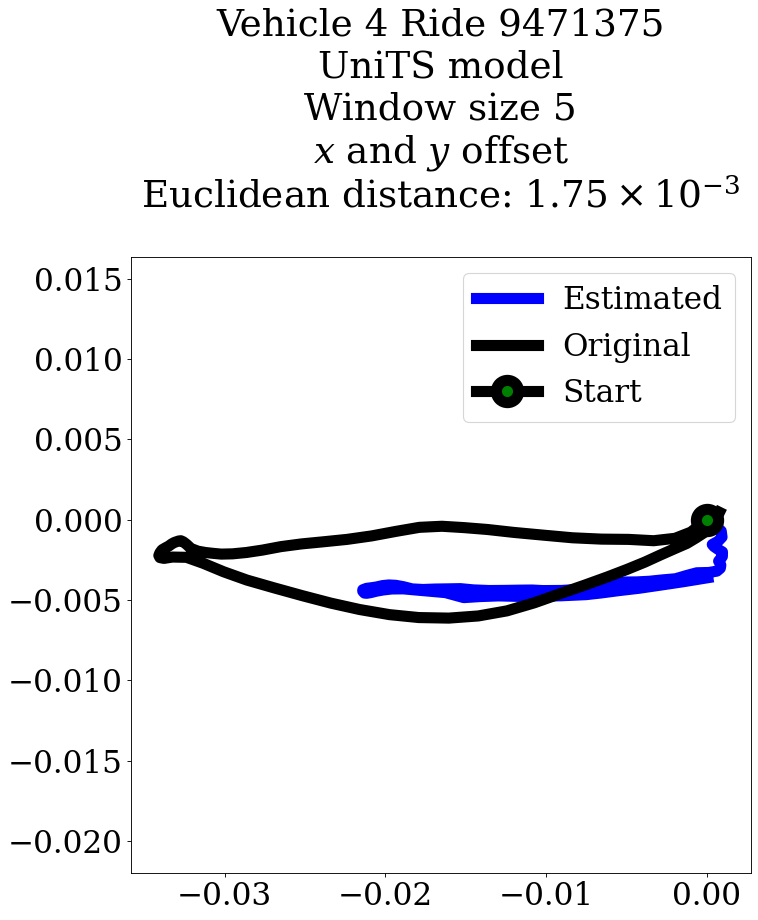 Vehicle 4 Ride 9471375
UniTS model
Window size 5
x and y offset
Euclidean distance: 1.75 × 10⁻³
0.015
0.010
0.005
0.000
−0.005
−0.010
−0.015
−0.020
Estimated
Original
Start
−0.03
−0.02
−0.01
0.00